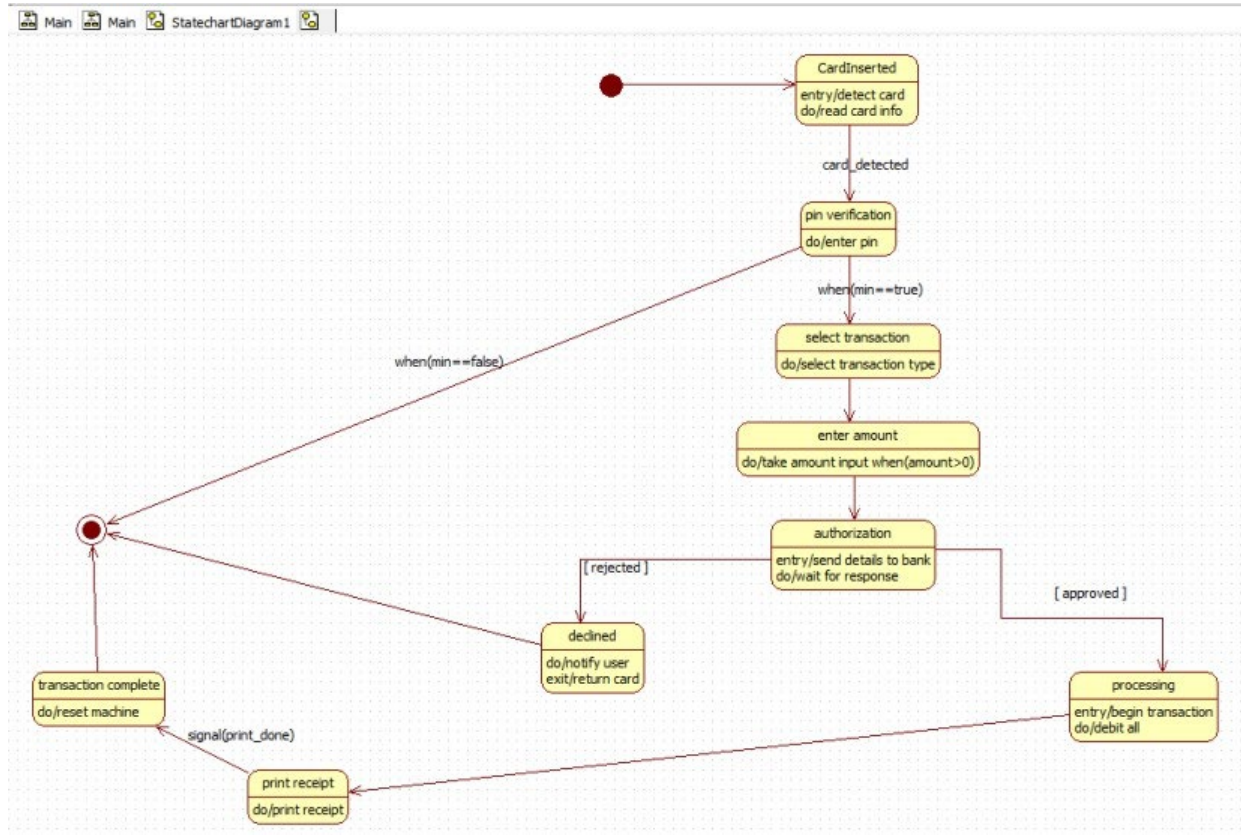 Main Main StatechartDiagram1
CardInserted
entry/detect card
do/read card info
card_detected
pin verification
do/enter pin
when(min==true)
select transaction
do/select transaction type
when(min==false)
enter amount
do/take amount input when(amount>0)
authorization
entry/send details to bank
do/wait for response
[ rejected ]
[ approved ]
declined
do/notify user
exit/return card
transaction complete
do/reset machine
processing
entry/begin transaction
do/debit all
signal(print_done)
print receipt
do/print receipt